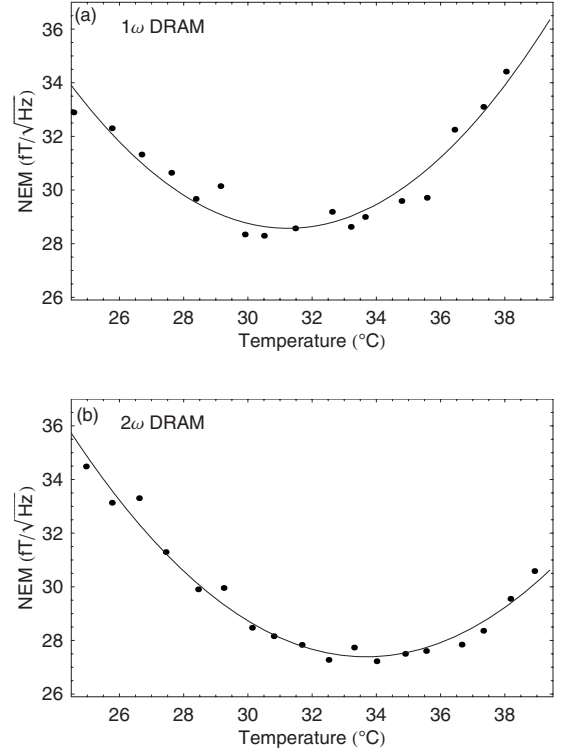 (a)
1ω DRAM
36
34
32
30
28
26
NEM (fT/√Hz)
26 28 30 32 34 36 38
Temperature (°C)
(b)
2ω DRAM
36
34
32
30
28
26
NEM (fT/√Hz)
26 28 30 32 34 36 38
Temperature (°C)